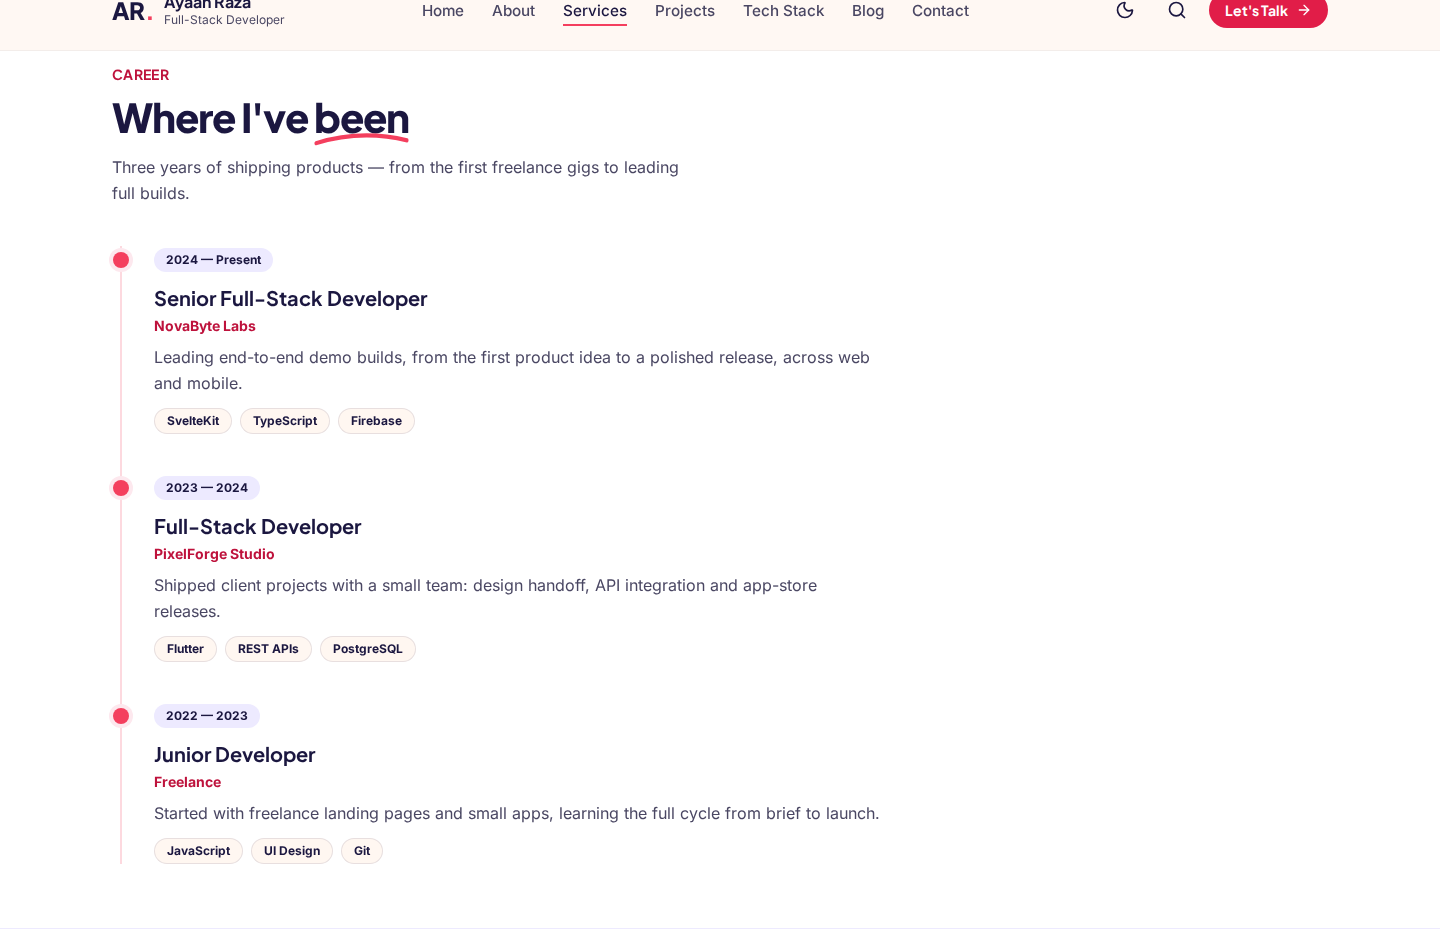 Ayaan Raza
AR.
Full-Stack Developer
Home About Services Projects Tech Stack Blog Contact
Let's Talk →
CAREER
Where I've been
Three years of shipping products — from the first freelance gigs to leading
full builds.
2024 — Present
Senior Full-Stack Developer
NovaByte Labs
Leading end-to-end demo builds, from the first product idea to a polished release, across web
and mobile.
SvelteKit TypeScript Firebase
2023 — 2024
Full-Stack Developer
PixelForge Studio
Shipped client projects with a small team: design handoff, API integration and app-store
releases.
Flutter REST APIs PostgreSQL
2022 — 2023
Junior Developer
Freelance
Started with freelance landing pages and small apps, learning the full cycle from brief to launch.
JavaScript UI Design Git